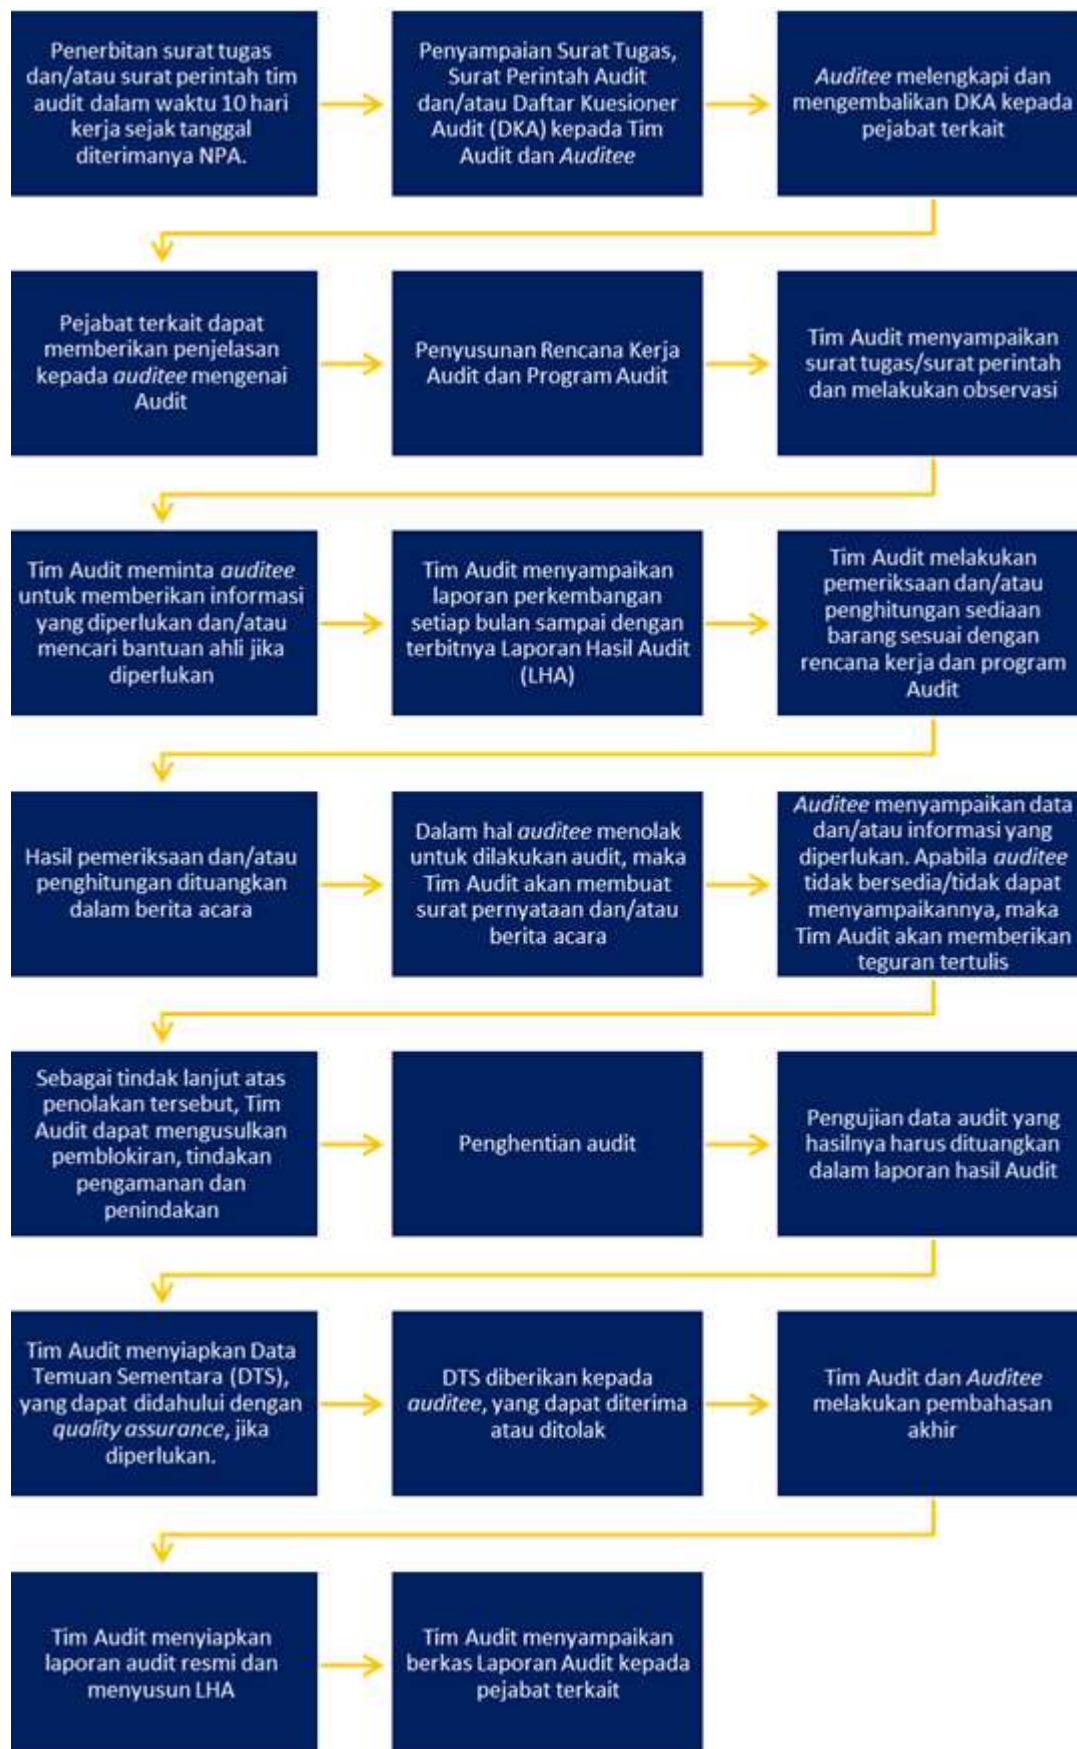 Penerbitan surat tugas
dan/atau surat perintah tim
audit dalam waktu 10 hari
kerja sejak tanggal
diterimanya NPA.
Penyampaian Surat Tugas,
Surat Perintah Audit
dan/atau Daftar Kuesioner
Audit (DKA) kepada Tim
Audit dan Auditee
Auditee melengkapi dan
mengembalikan DKA kepada
pejabat terkait
Pejabat terkait dapat
memberikan penjelasan
kepada auditee mengenai
Audit
Penyusunan Rencana Kerja
Audit dan Program Audit
Tim Audit menyampaikan
surat tugas/surat perintah
dan melakukan observasi
Tim Audit meminta auditee
untuk memberikan informasi
yang diperlukan dan/atau
mencari bantuan ahli jika
diperlukan
Tim Audit menyampaikan
laporan perkembangan
setiap bulan sampai dengan
terbitnya Laporan Hasil Audit
(LHA)
Tim Audit melakukan
pemeriksaan dan/atau
penghitungan sediaan
barang sesuai dengan
rencana kerja dan program
Audit
Hasil pemeriksaan dan/atau
penghitungan dituangkan
dalam berita acara
Dalam hal auditee menolak
untuk dilakukan audit, maka
Tim Audit akan membuat
surat pernyataan dan/atau
berita acara
Auditee menyampaikan data
dan/atau informasi yang
diperlukan. Apabila auditee
tidak bersedia/tidak dapat
menyampaikannya, maka
Tim Audit akan memberikan
teguran tertulis
Sebagai tindak lanjut atas
penolakan tersebut, Tim
Audit dapat mengusulkan
pemblokiran, tindakan
pengamanan dan
penindakan
Penghentian audit
Pengujian data audit yang
hasilnya harus dituangkan
dalam laporan hasil Audit
Tim Audit menyiapkan Data
Temuan Sementara (DTS),
yang dapat didahului dengan
quality assurance, jika
diperlukan.
DTS diberikan kepada
auditee, yang dapat diterima
atau ditolak
Tim Audit dan Auditee
melakukan pembahasan
akhir
Tim Audit menyiapkan
laporan audit resmi dan
menyusun LHA
Tim Audit menyampaikan
berkas Laporan Audit kepada
pejabat terkait